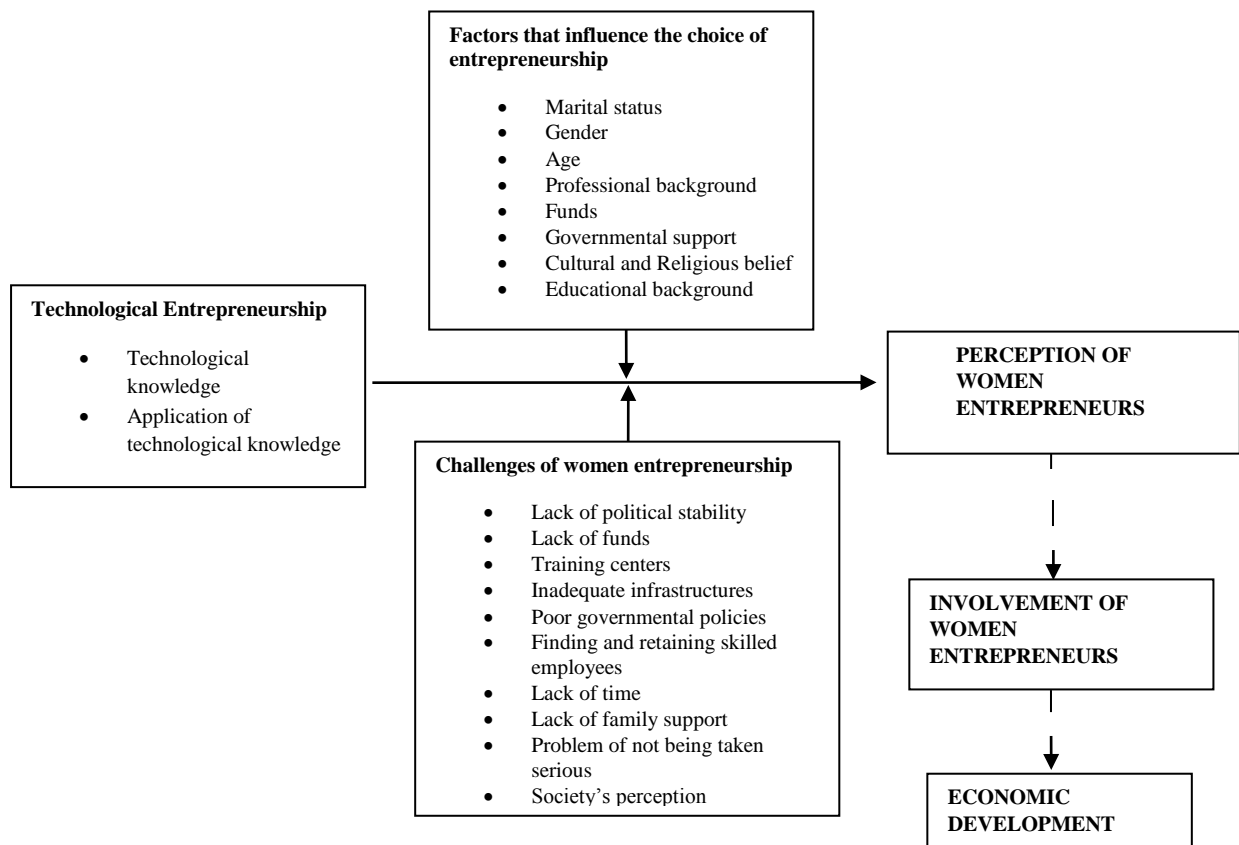 Factors that influence the choice of
entrepreneurship
• Marital status
• Gender
• Age
• Professional background
• Funds
• Governmental support
• Cultural and Religious belief
• Educational background
Technological Entrepreneurship
• Technological
knowledge
• Application of
technological knowledge
PERCEPTION OF
WOMEN
ENTREPRENEURS
Challenges of women entrepreneurship
• Lack of political stability
• Lack of funds
• Training centers
• Inadequate infrastructures
• Poor governmental policies
• Finding and retaining skilled
employees
• Lack of time
• Lack of family support
• Problem of not being taken
serious
• Society’s perception
INVOLVEMENT OF
WOMEN
ENTREPRENEURS
ECONOMIC
DEVELOPMENT